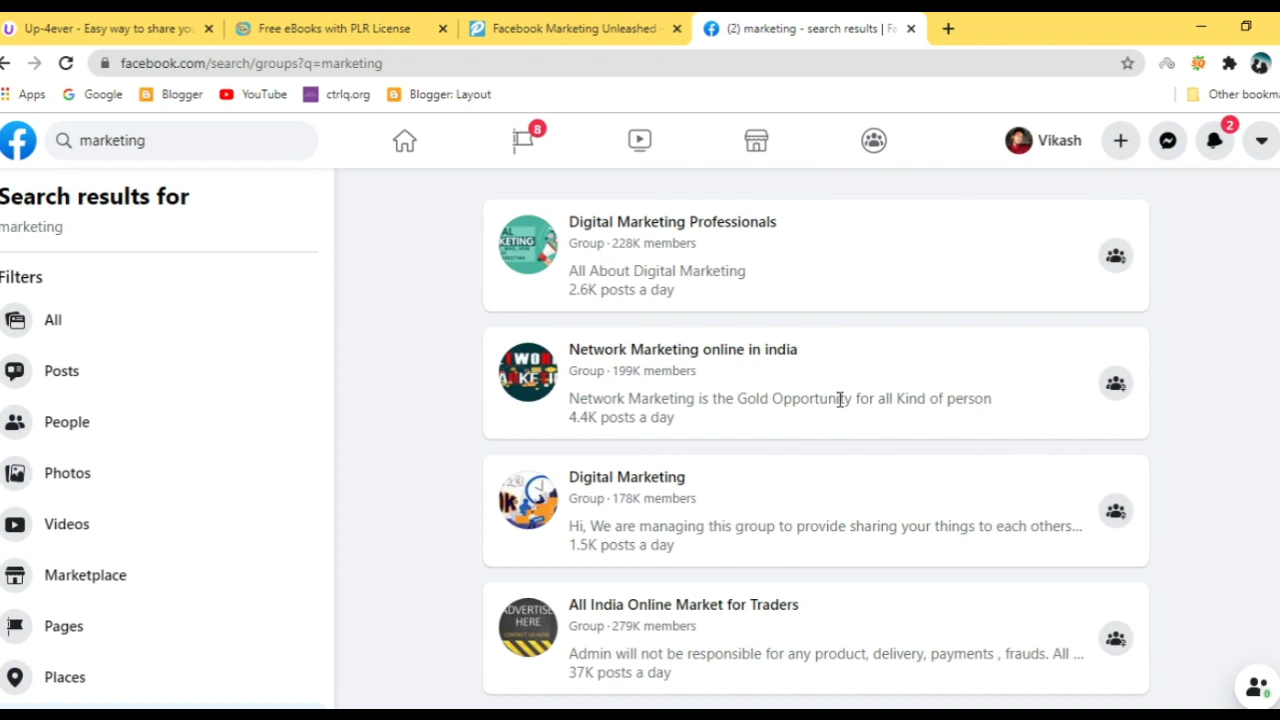 Up-4ever - Easy way to share you
Free eBooks with PLR License
Facebook Marketing Unleashed -
(2) marketing - search results | Fa
facebook.com/search/groups?q=marketing
Apps
Google
Blogger
YouTube
ctrlq.org
Blogger: Layout
Other bookma
marketing
8
Vikash
2
Search results for
marketing
Filters
All
Posts
People
Photos
Videos
Marketplace
Pages
Places
Digital Marketing Professionals
Group · 228K members
All About Digital Marketing
2.6K posts a day
Network Marketing online in india
Group · 199K members
Network Marketing is the Gold Opportunity for all Kind of person
4.4K posts a day
Digital Marketing
Group · 178K members
Hi, We are managing this group to provide sharing your things to each others...
1.5K posts a day
ADVERTISE
HERE
All India Online Market for Traders
Group · 279K members
Admin will not be responsible for any product, delivery, payments , frauds. All ...
37K posts a day
0